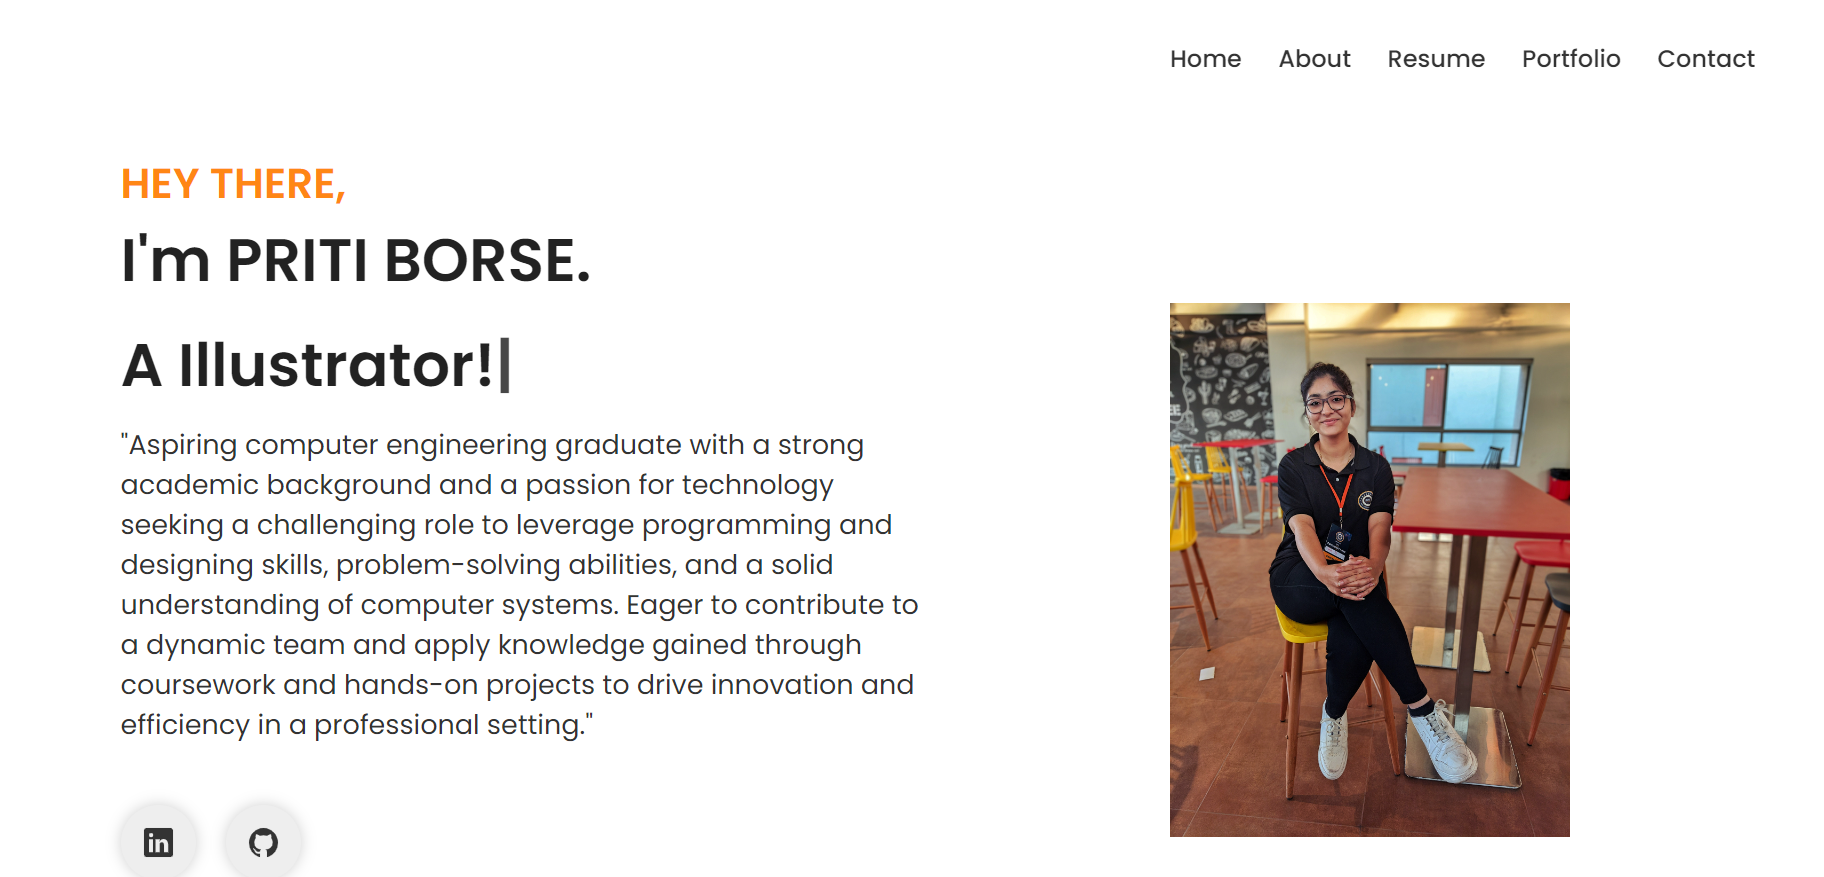 Home About Resume Portfolio Contact
HEY THERE,
I'm PRITI BORSE.
A Illustrator!
"Aspiring computer engineering graduate with a strong
academic background and a passion for technology
seeking a challenging role to leverage programming and
designing skills, problem-solving abilities, and a solid
understanding of computer systems. Eager to contribute to
a dynamic team and apply knowledge gained through
coursework and hands-on projects to drive innovation and
efficiency in a professional setting."
in